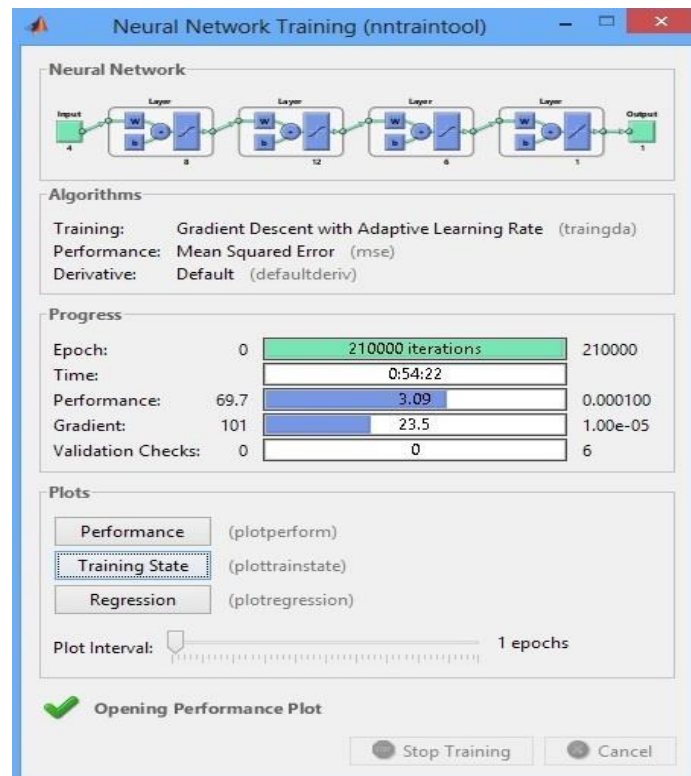 Neural Network Training (nntraintool)
Neural Network
Input
4
Layer
W
b
8
Layer
W
b
12
Layer
W
b
6
Layer
W
b
1
Output
1
Algorithms
Training: Gradient Descent with Adaptive Learning Rate (traingda)
Performance: Mean Squared Error (mse)
Derivative: Default (defaultderiv)
Progress
Epoch: 0 210000 iterations 210000
Time: 0:54:22
Performance: 69.7 3.09 0.000100
Gradient: 101 23.5 1.00e-05
Validation Checks: 0 0 6
Plots
Performance (plotperform)
Training State (plottrainstate)
Regression (plotregression)
Plot Interval: 1 epochs
Opening Performance Plot
Stop Training Cancel